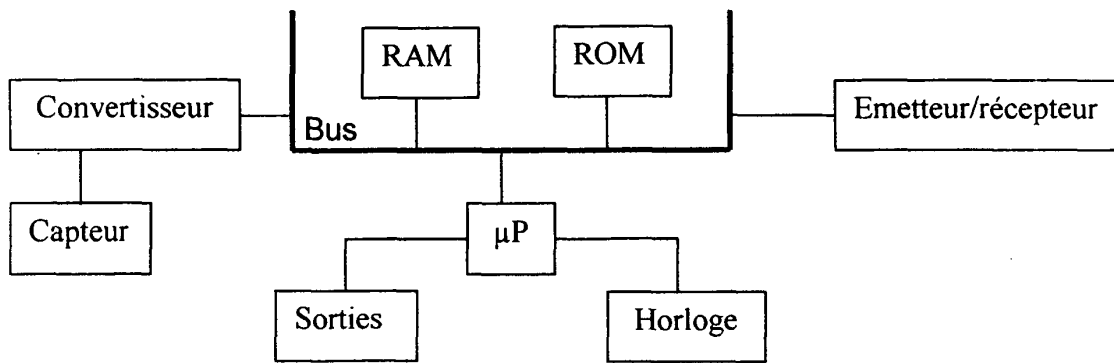 RAM
ROM
Convertisseur
Emetteur/récepteur
Bus
Capteur
µP
Sorties
Horloge